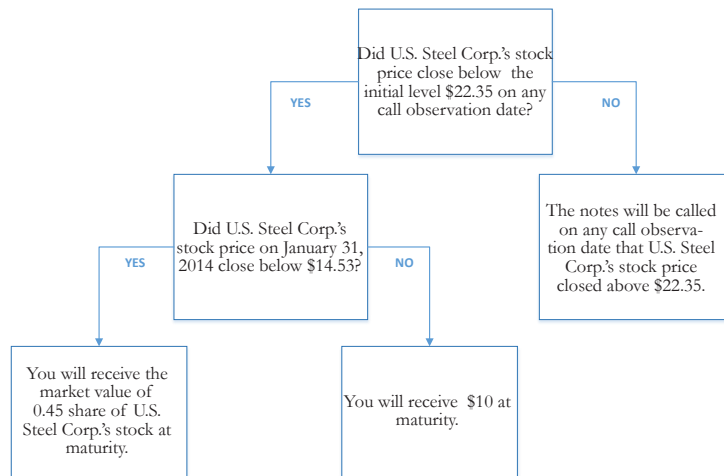 Did U.S. Steel Corp.'s stock
price close below the
initial level $22.35 on any
call observation date?
YES
NO
Did U.S. Steel Corp.'s
stock price on January 31,
2014 close below $14.53?
The notes will be called
on any call observa-
tion date that U.S. Steel
Corp.'s stock price
closed above $22.35.
YES
NO
You will receive the
market value of
0.45 share of U.S.
Steel Corp.'s stock at
maturity.
You will receive $10 at
maturity.